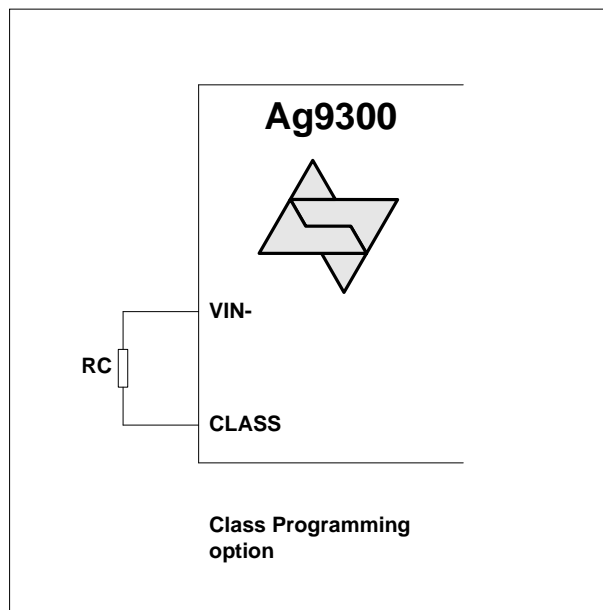 Ag9300
VIN-
RC
CLASS
Class Programming
option